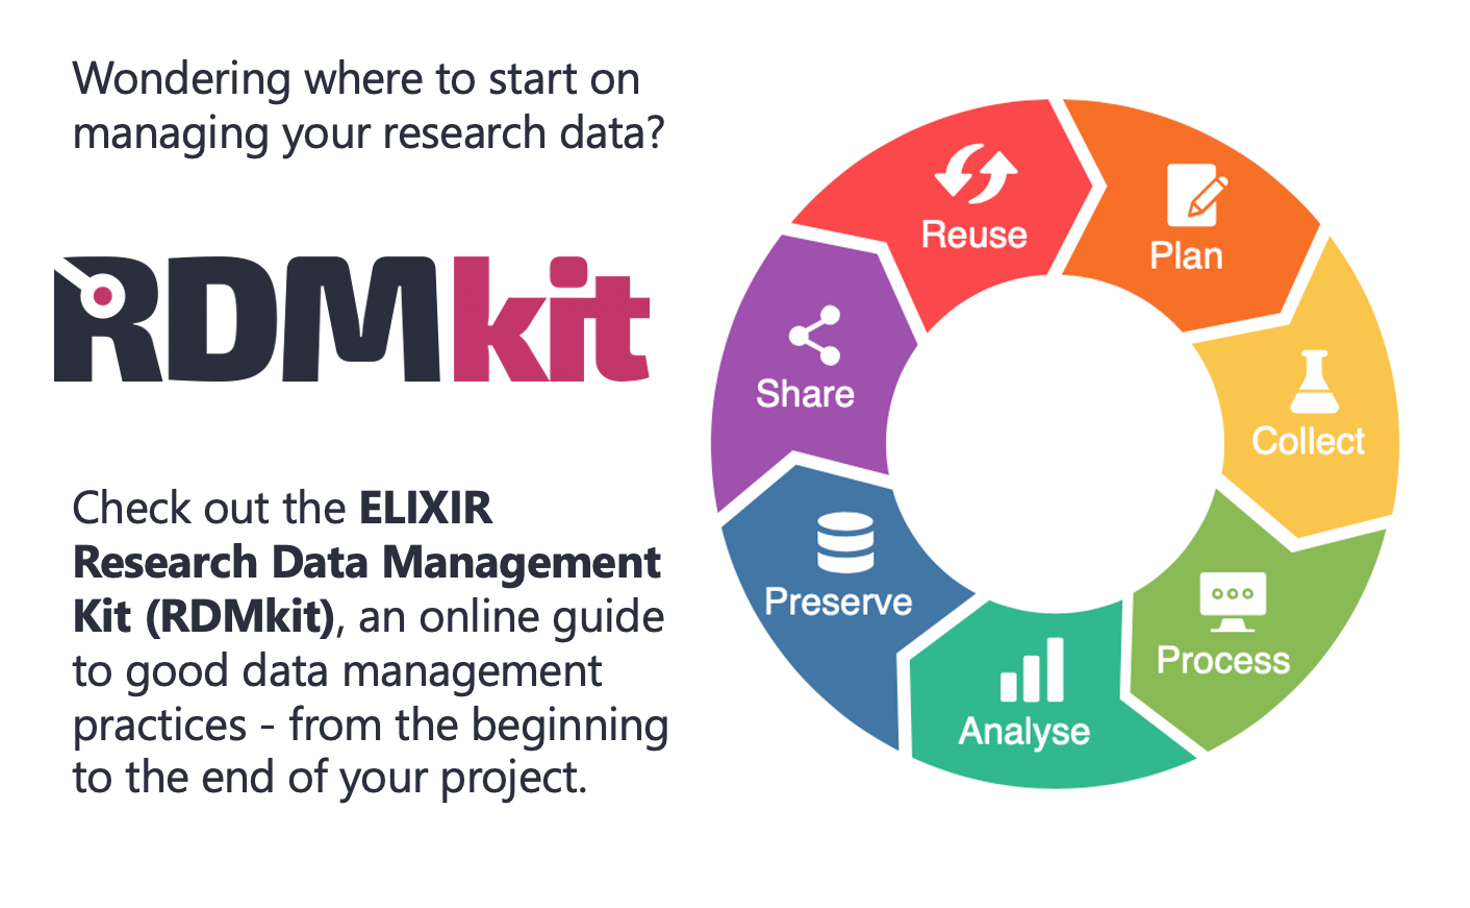 Wondering where to start on
managing your research data?
RDMkit
Check out the ELIXIR
Research Data Management
Kit (RDMkit), an online guide
to good data management
practices - from the beginning
to the end of your project.
Reuse
Plan
Share
Collect
Preserve
Process
Analyse